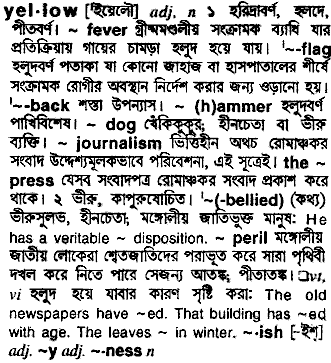 yel·low [ইয়েলৌ] adj. n ১ হরিদ্রাবর্ণ, হলদে,
পীতবর্ণ। ~ fever গ্রীষ্মমণ্ডলীয় সংক্রামক ব্যাধি যার
প্রতিক্রিয়ায় গায়ের চামড়া হলুদ হয়ে যায়। ˈ~-flag
হলুদবর্ণ পতাকা যা কোনো জাহাজ বা হাসপাতালের শীর্ষে
সংক্রামক রোগীর অবস্থান নির্দেশ করার জন্য ওড়ানো হয়।
ˈ~-back শস্তা উপন্যাস। ~ (h)ammer হলুদবর্ণ
পাখিবিশেষ। ~ dog খেঁকিকুকুর; হীনচেতা বা ভীরু
ব্যক্তি। ~ journalism ভিত্তিহীন অথচ রোমাঞ্চকর
সংবাদ উদ্দেশ্যমূলকভাবে পরিবেশনা, এই সূত্রেই। the ~
press যেসব সংবাদপত্র রোমাঞ্চকর সংবাদ প্রকাশ করে
থাকে। ২ ভীরু, কাপুরুষোচিত। ˈ~(-bellied) (কথ্য)
ভীরুসুলভ, হীনচেতা; মঙ্গোলীয় জাতিভুক্ত মানুষ: He
has a veritable ~ disposition. ~ peril মঙ্গোলীয়
জাতীয় লোকেরা শ্বেতজাতিদের পরাভূত করে সারা পৃথিবী
দখল করে নিতে পারে সেজন্য আতঙ্ক; পীতাতঙ্ক। □vt,
vi হলুদ হয়ে যাবার কারণ সৃষ্টি করা: The old
newspapers have ~ed. That building has ~ed
with age. The leaves ~ in winter. ~·ish [-ইশ]
adj. ~y adj. ~·ness n